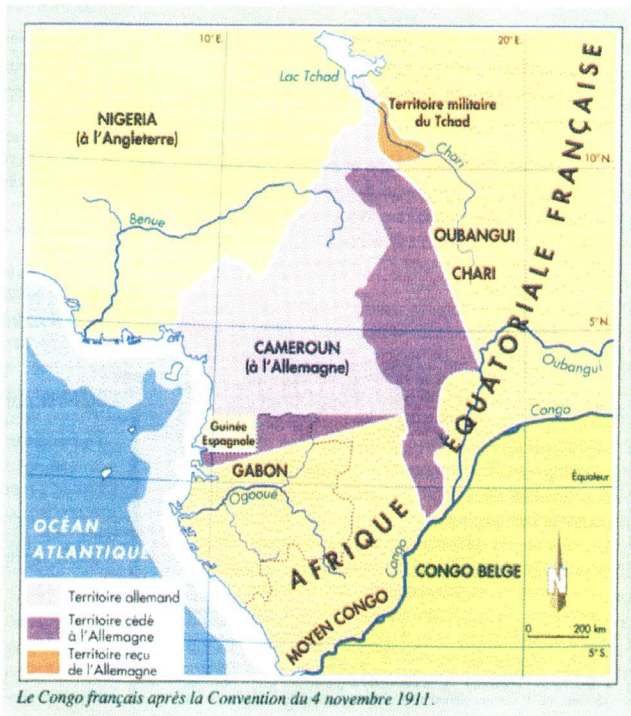 10° E.
20° E.
Lac Tchad
Territoire militaire
du Tchad
NIGERIA
(à l'Angleterre)
Chari
10° N.
Benue
OUBANGUI
CHARI
AFRIQUE ÉQUATORIALE FRANÇAISE
5° N.
CAMEROUN
(à l'Allemagne)
Oubangui
Congo
Guinée
Espagnole
GABON
Équateur
Ogooué
OCÉAN
ATLANTIQUE
Congo
CONGO BELGE
N
MOYEN CONGO
0 200 km
5° S.
Territoire allemand
Territoire cédé
à l'Allemagne
Territoire reçu
de l'Allemagne
Le Congo français après la Convention du 4 novembre 1911.